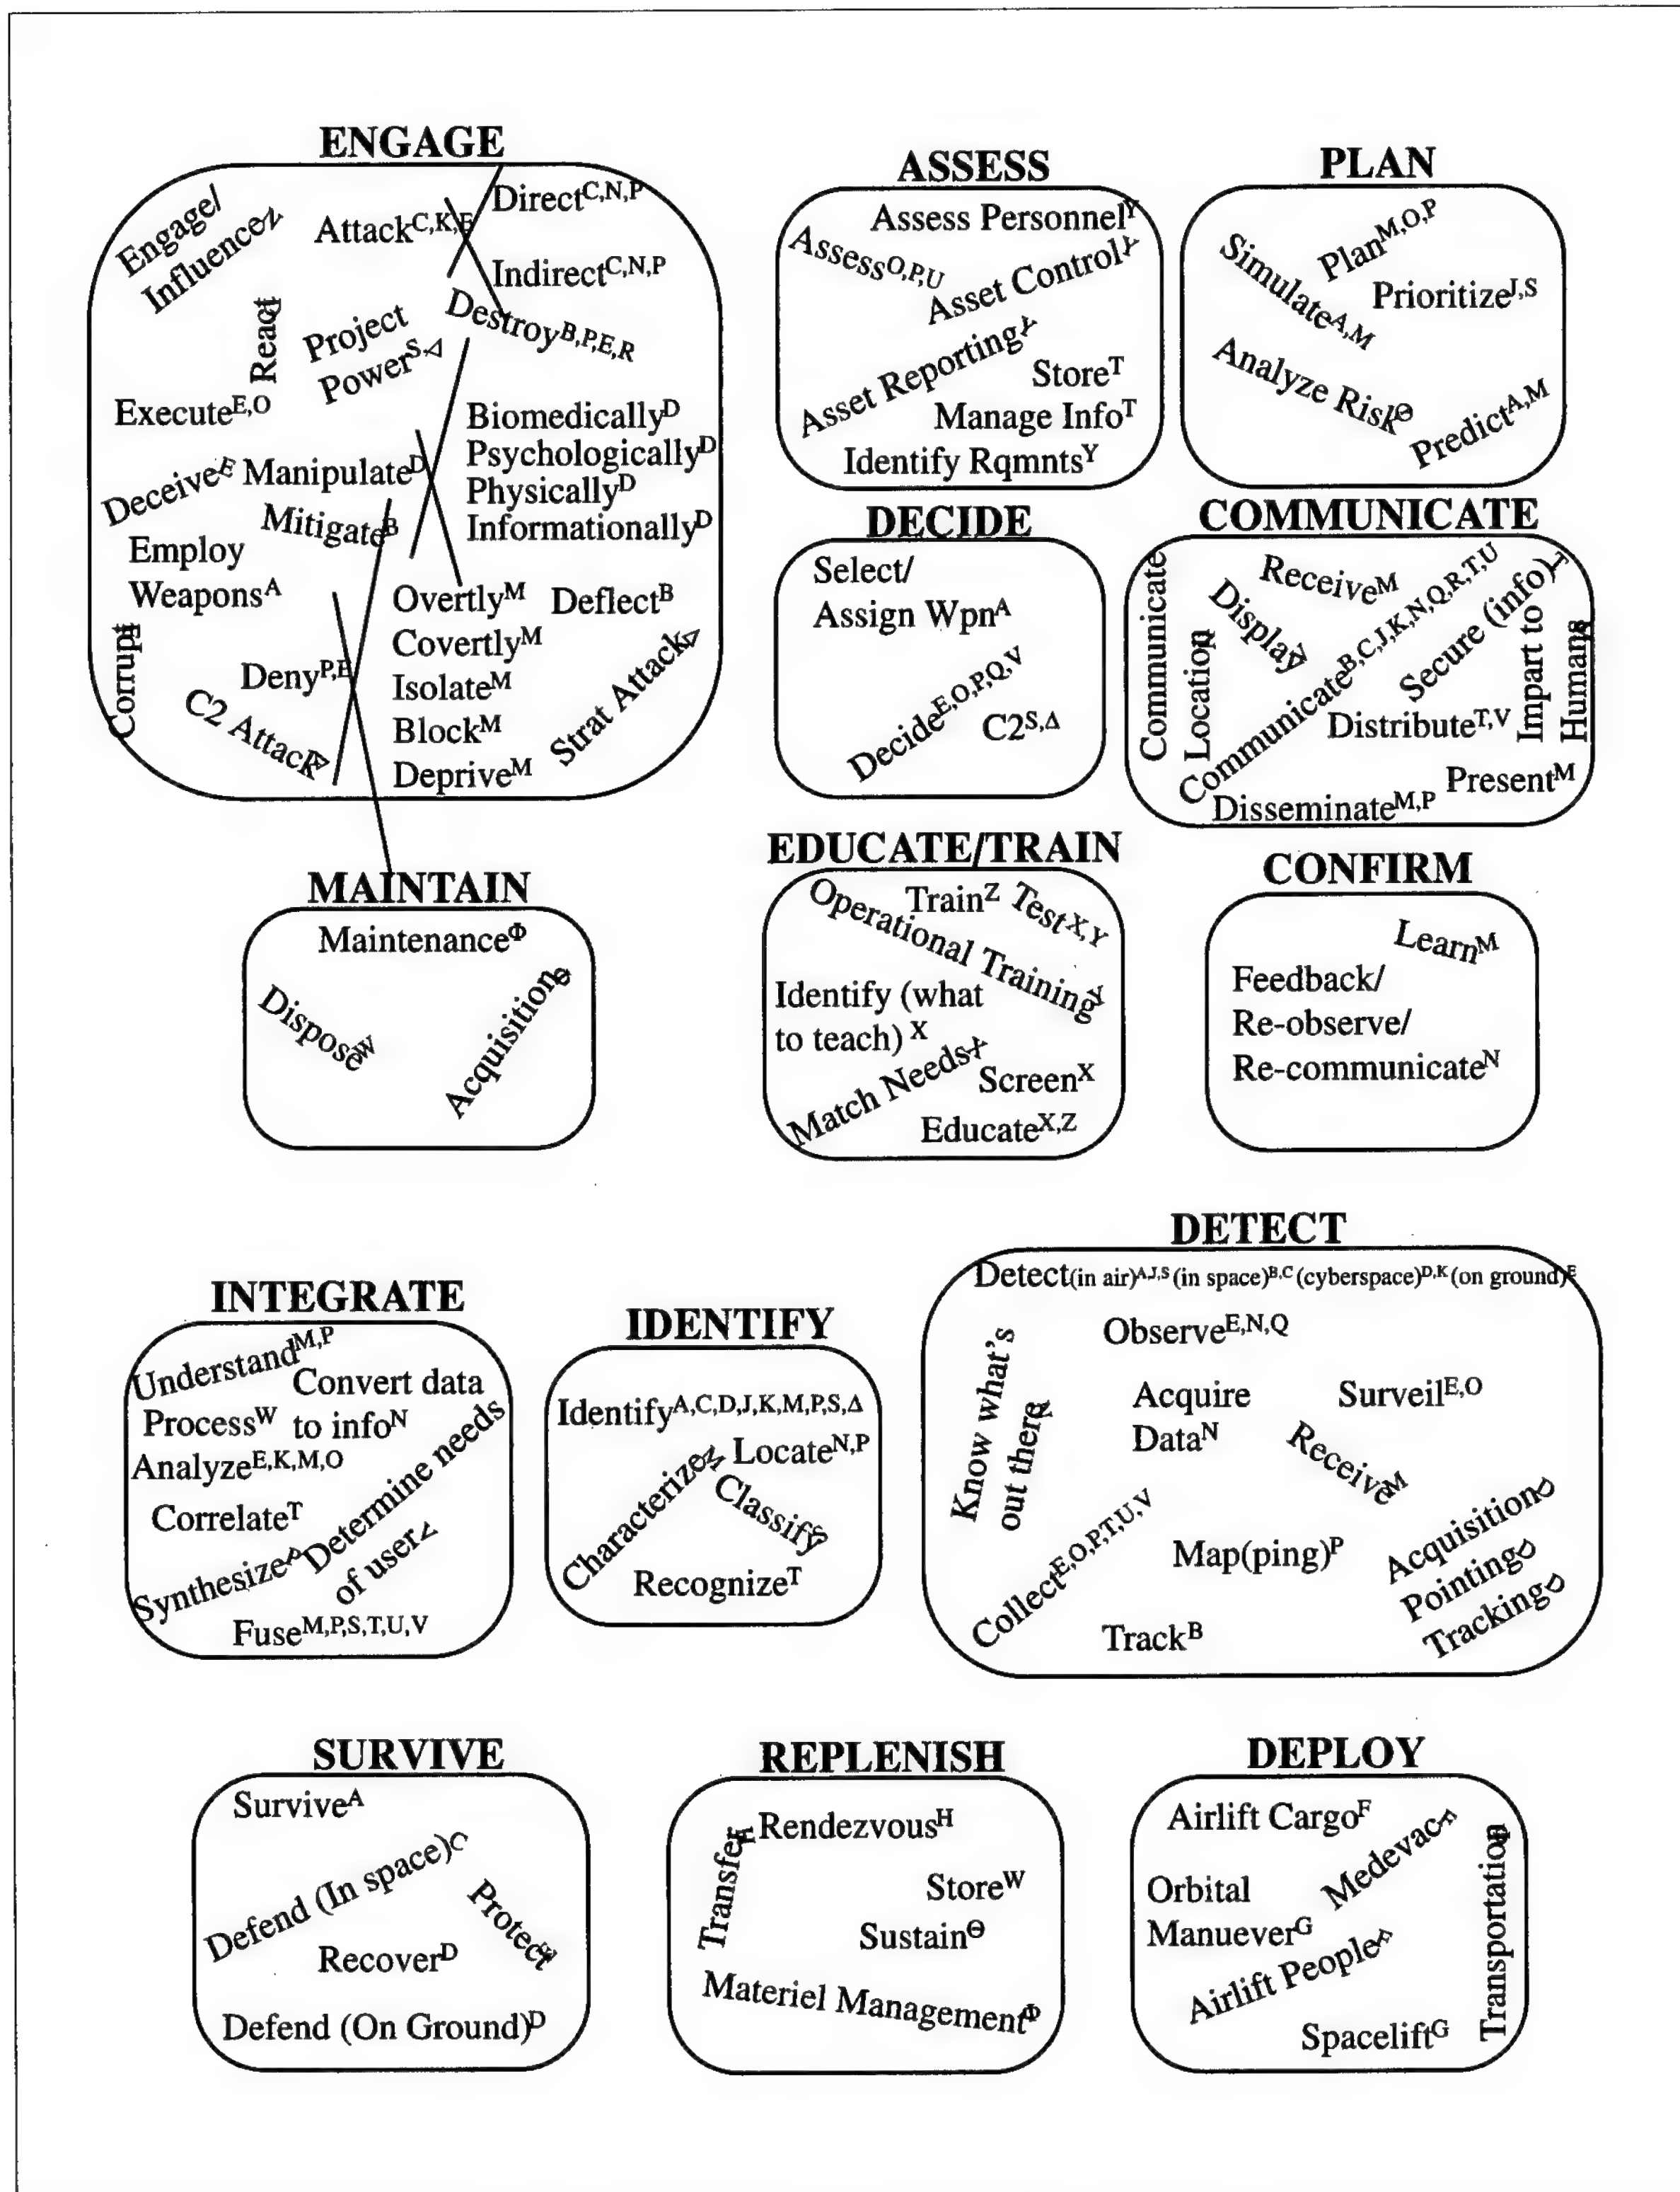 ENGAGE
Engage/
Influence^Z
Attack^C,K,E
Direct^C,N,P
Indirect^C,N,P
React
Project
Power^S,Δ
Destroy^B,P,E,R
Execute^E,O
Biomedically^D
Psychologically^D
Physically^D
Informationally^D
Deceive^E
Manipulate^D
Mitigate^B
Employ
Weapons^A
Overtly^M
Covertly^M
Isolate^M
Block^M
Deprive^M
Deflect^B
Corrupt
Deny^P,E
C2 Attack
Strat Attack
ASSESS
Assess Personnel^Y
Assess^O,P,U
Asset Control^Y
Asset Reporting^Y
Store^T
Manage Info^T
Identify Rqmnts^Y
PLAN
Simulate^A,M
Plan^M,O,P
Prioritize^J,S
Analyze Risk^Θ
Predict^A,M
DECIDE
Select/
Assign Wpn^A
Decide^E,O,P,Q,V
C2^S,Δ
COMMUNICATE
Communicate
Location
Receive^M
Display
Communicate^B,C,J,K,N,Q,R,T,U
Secure (info)^T
Impart to
Humans
Distribute^T,V
Present^M
Disseminate^M,P
MAINTAIN
Maintenance^Φ
Dispose^W
Acquisition
EDUCATE/TRAIN
Train^Z
Test^X,Y
Operational Training
Identify (what
to teach)^X
Match Needs
Screen^X
Educate^X,Z
CONFIRM
Learn^M
Feedback/
Re-observe/
Re-communicate^N
INTEGRATE
Understand^M,P
Convert data
to info^N
Process^W
Analyze^E,K,M,O
Correlate^T
Determine needs
of user
Synthesize^P
Fuse^M,P,S,T,U,V
IDENTIFY
Identify^A,C,D,J,K,M,P,S,Δ
Locate^N,P
Characterize^M
Classify
Recognize^T
DETECT
Detect(in air)^A,J,S (in space)^B,C (cyberspace)^D,K (on ground)^E
Know what's
out there
Observe^E,N,Q
Acquire
Data^N
Surveil^E,O
Receive^M
Collect^E,O,P,T,U,V
Map(ping)^P
Acquisition^D
Pointing^D
Tracking^D
Track^B
SURVIVE
Survive^A
Defend (In space)^C
Protect
Recover^D
Defend (On Ground)^D
REPLENISH
Transfer^H
Rendezvous^H
Store^W
Sustain^Θ
Materiel Management^Φ
DEPLOY
Airlift Cargo^F
Medevac^F
Orbital
Manuever^G
Airlift People^F
Transportation
Spacelift^G